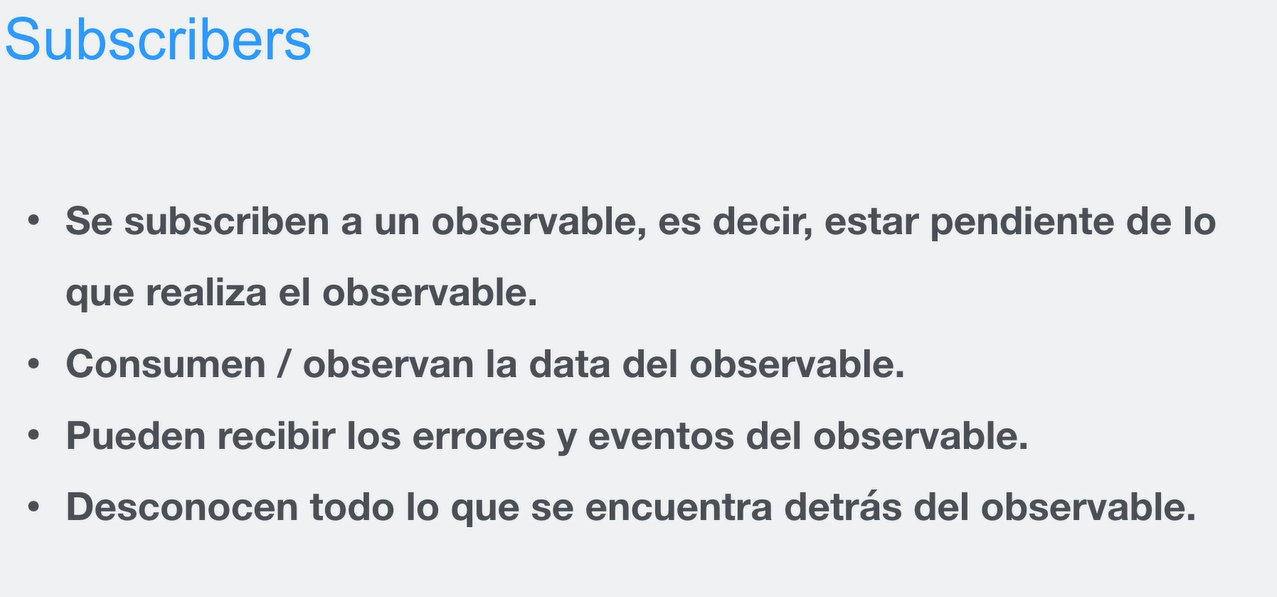 Subscribers
• Se subscriben a un observable, es decir, estar pendiente de lo
que realiza el observable.
• Consumen / observan la data del observable.
• Pueden recibir los errores y eventos del observable.
• Desconocen todo lo que se encuentra detrás del observable.